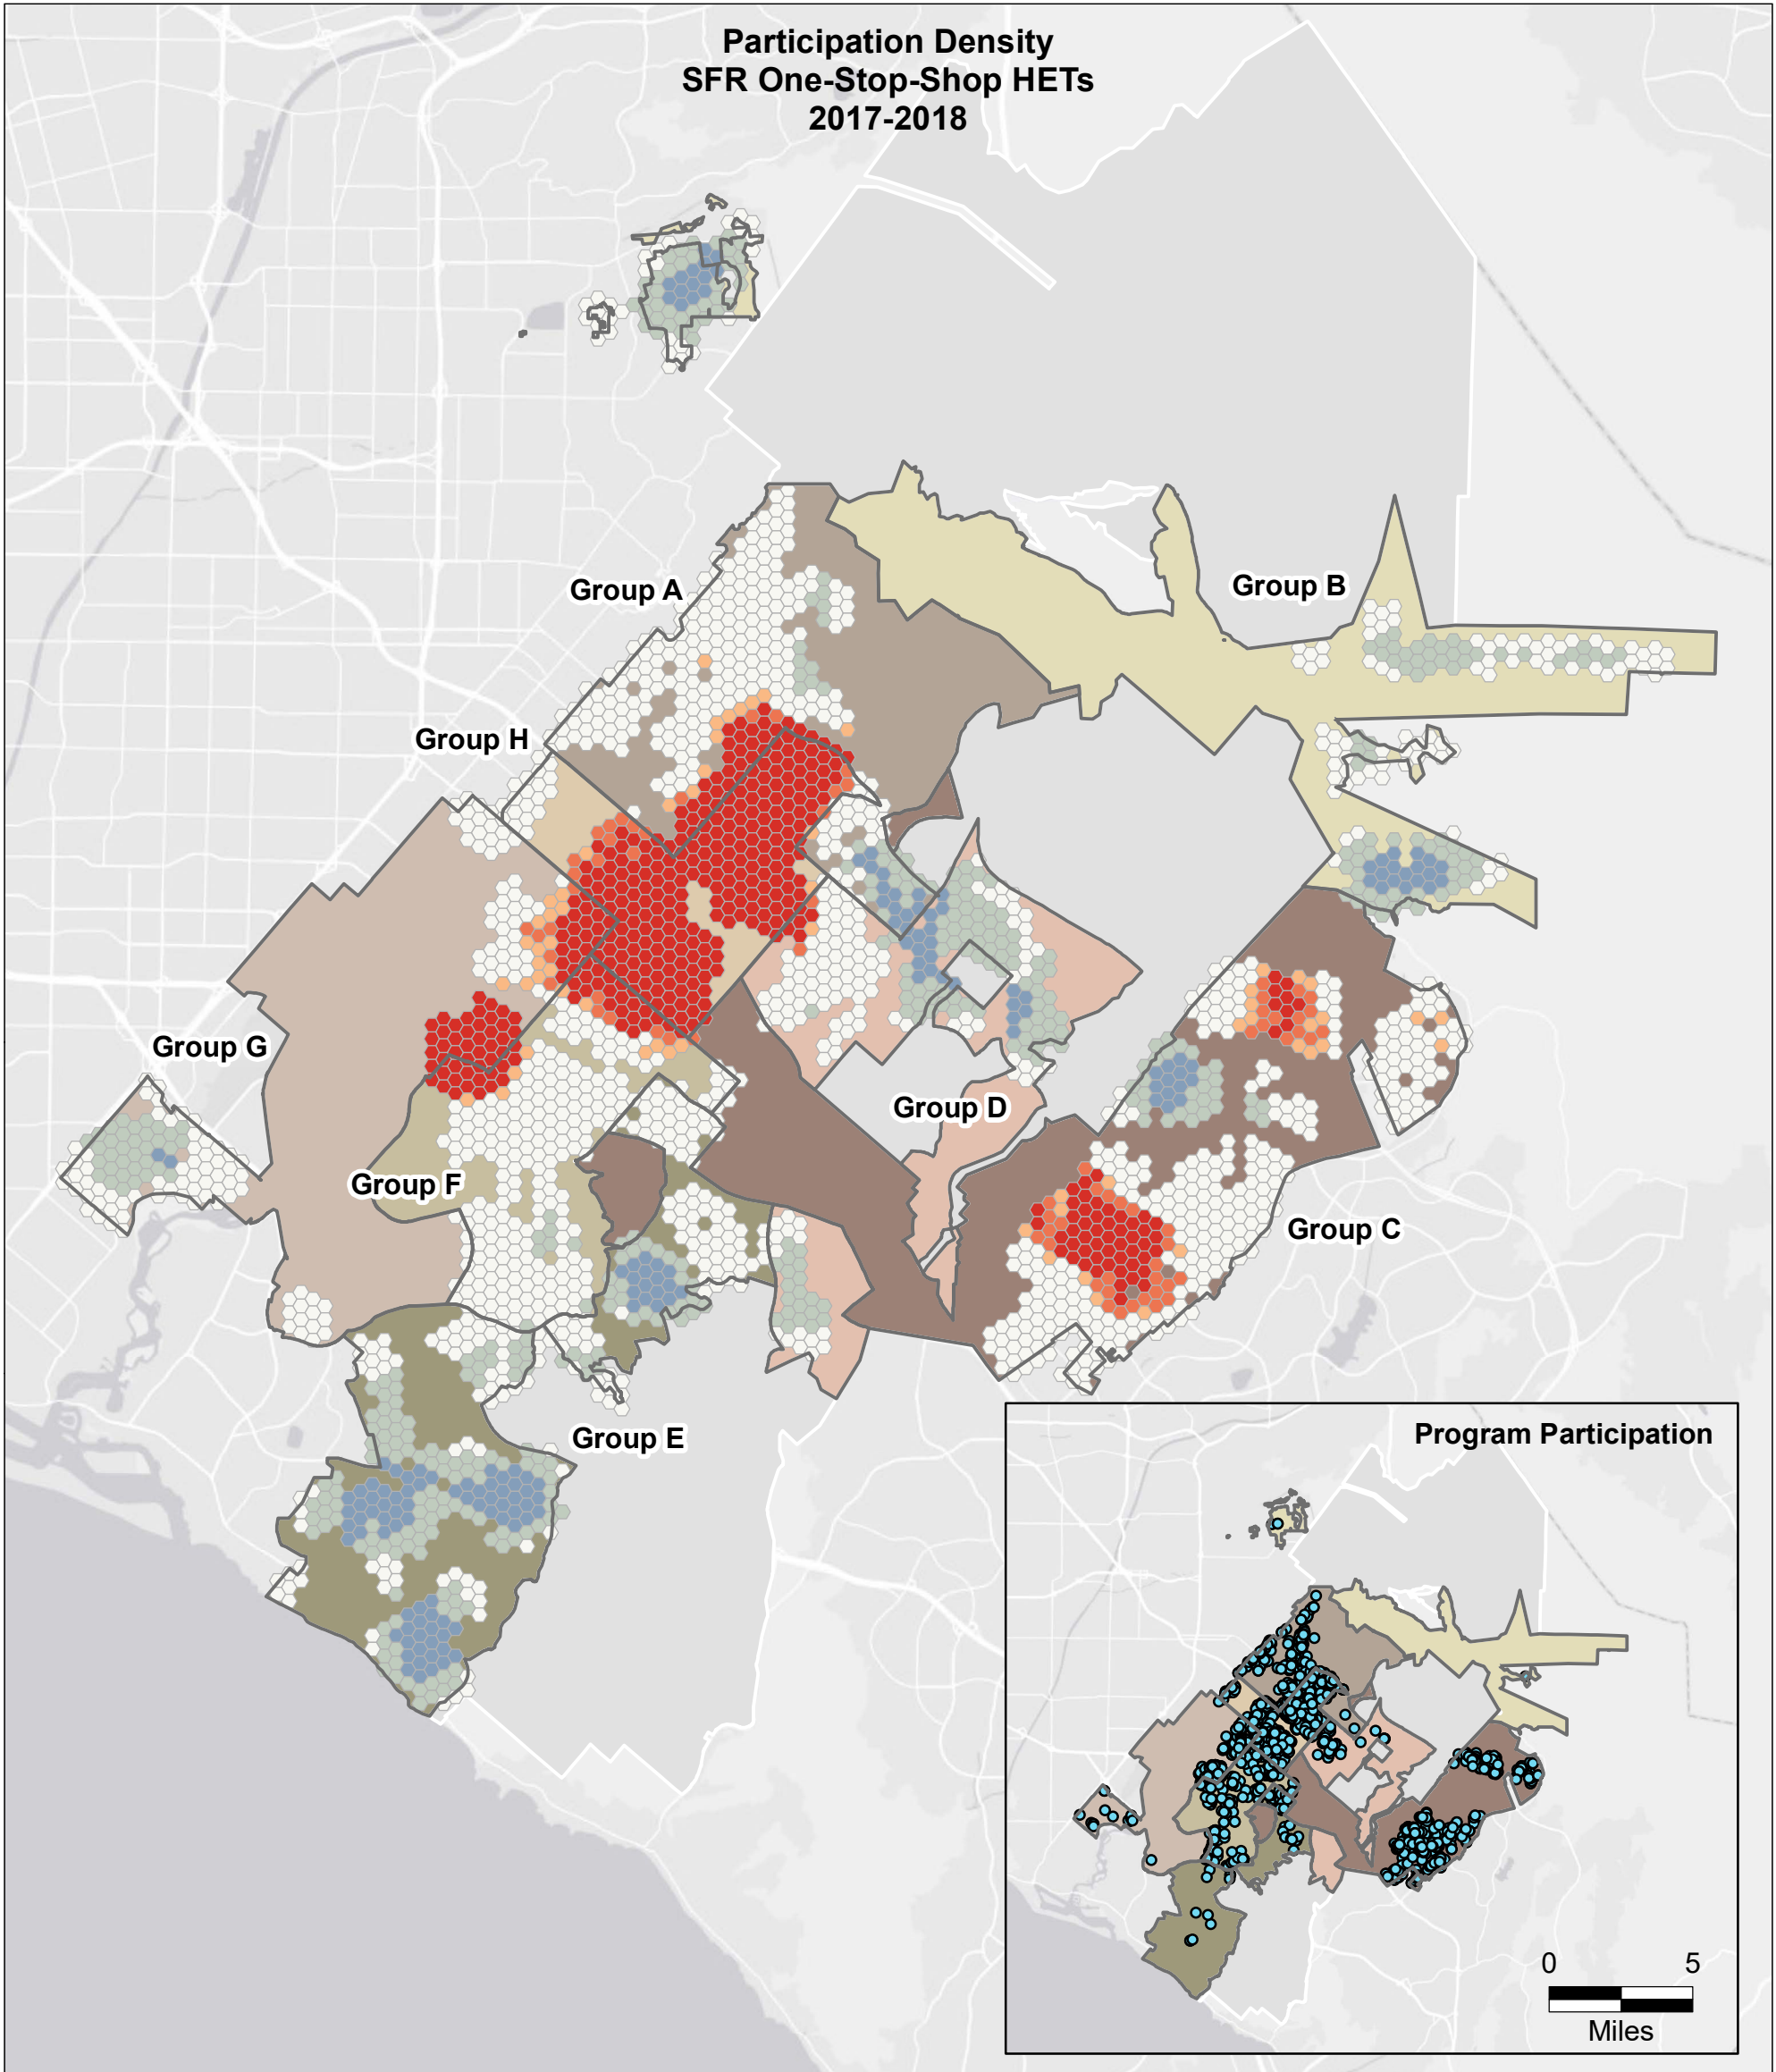 Participation Density
SFR One-Stop-Shop HETs
2017-2018
Group A
Group B
Group H
Group G
Group D
Group F
Group C
Group E
Program Participation
0 5
Miles